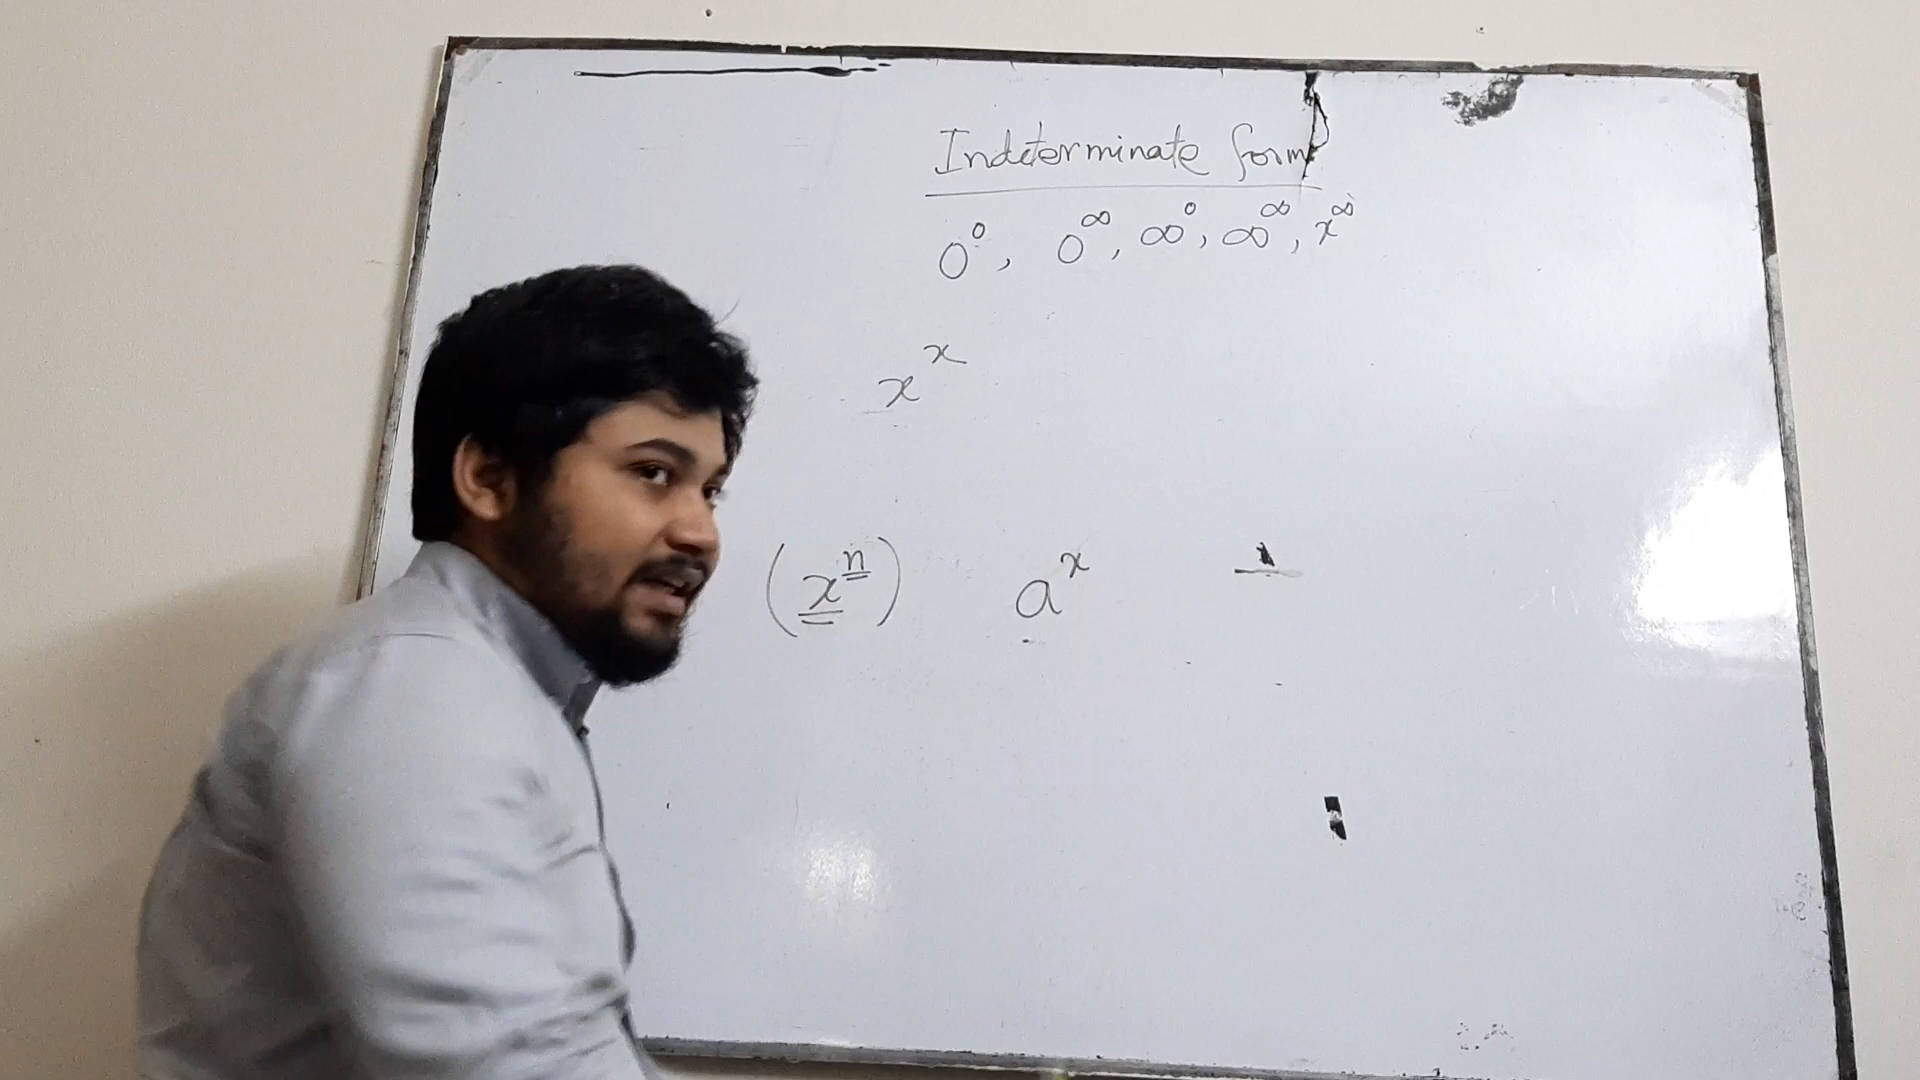 Indeterminate form
0⁰, 0^∞, ∞⁰, ∞^∞, x^∞
x^x
(x^n) a^x